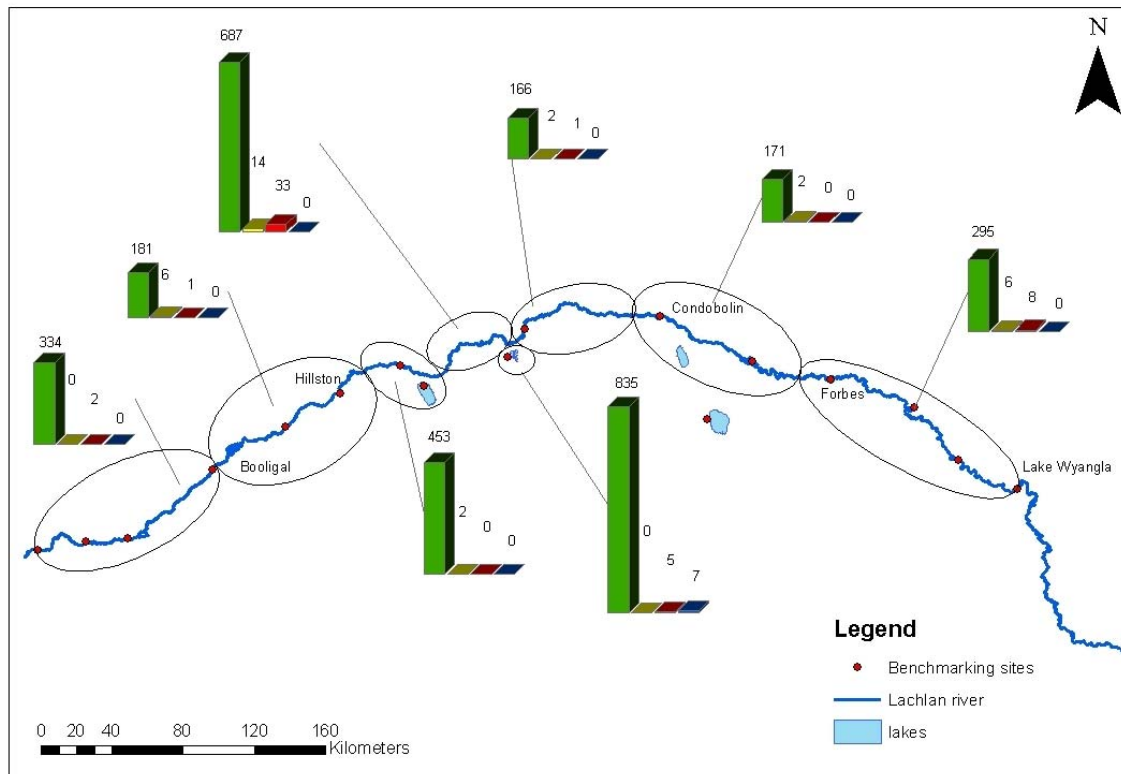 N
687
14
33
0
166
2
1
0
171
2
0
0
295
6
8
0
181
6
1
0
334
0
2
0
453
2
0
0
835
0
5
7
Condobolin
Hillston
Forbes
Booligal
Lake Wyangla
Legend
Benchmarking sites
Lachlan river
lakes
0 20 40 80 120 160
Kilometers